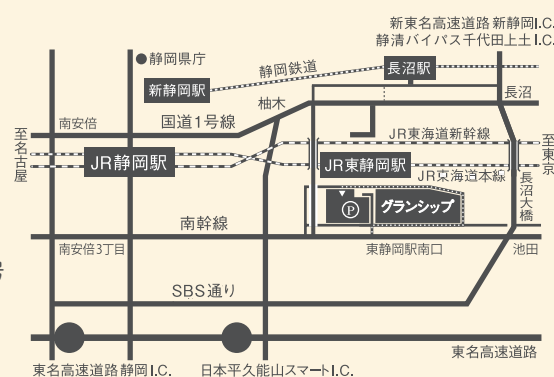 新東名高速道路 新静岡I.C.
静清バイパス千代田上土I.C.
静岡県庁
静岡鉄道
長沼駅
新静岡駅
柚木
長沼
南安倍
国道1号線
JR東海道新幹線
至名古屋
至東京
JR静岡駅
JR東静岡駅
JR東海道本線
長沼大橋
P
グランシップ
南幹線
南安倍3丁目
東静岡駅南口
池田
号
SBS通り
東名高速道路
東名高速道路 静岡I.C.
日本平久能山スマートI.C.